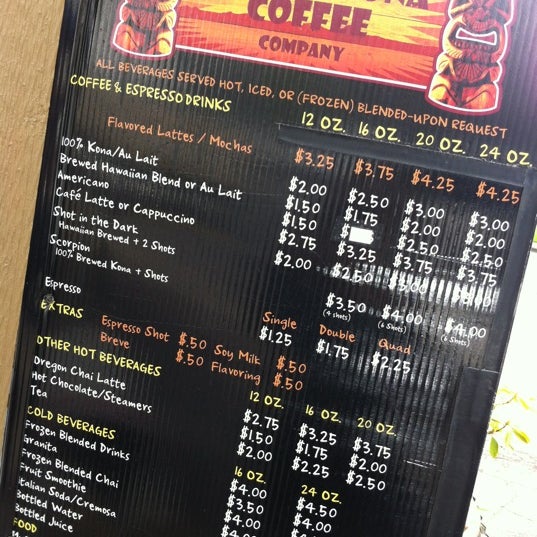 KONA
COFFEE
COMPANY
ALL BEVERAGES SERVED HOT, ICED, OR (FROZEN) BLENDED-UPON REQUEST
COFFEE & ESPRESSO DRINKS 12 OZ. 16 OZ. 20 OZ. 24 OZ.
Flavored Lattes / Mochas $3.25 $3.75 $4.25 $4.25
100% Kona/Au Lait $2.00 $2.50 $3.00 $3.00
Brewed Hawaiian Blend or Au Lait $1.50 $1.75 $2.00 $2.00
Americano $1.50 $ $2.50 $2.50
Café Latte or Cappuccino $2.75 $3.25 $3.75 $3.75
Shot in the Dark $2.00 $2.50
Hawaiian Brewed + 2 Shots
Scorpion $3.50 $4.00 $4.00
100% Brewed Kona + Shots (4 shots) (6 Shots) (6 Shots)
Single Double Quad
Espresso $1.25 $1.75 $2.25
EXTRAS Espresso Shot $.50 Soy Milk $.50
Breve $.50 Flavoring $.50
OTHER HOT BEVERAGES 12 OZ. 16 OZ. 20 OZ.
Oregon Chai Latte $2.75 $3.25 $3.75
Hot Chocolate/Steamers $1.50 $1.75 $2.00
Tea $2.00 $2.25 $2.50
COLD BEVERAGES 16 OZ. 24 OZ.
Frozen Blended Drinks $4.00 $4.50
Granita $3.50 $4.00
Frozen Blended Chai $4.00
Fruit Smoothie $4.00
Italian Soda/Cremosa
Bottled Water
Bottled Juice
FOOD